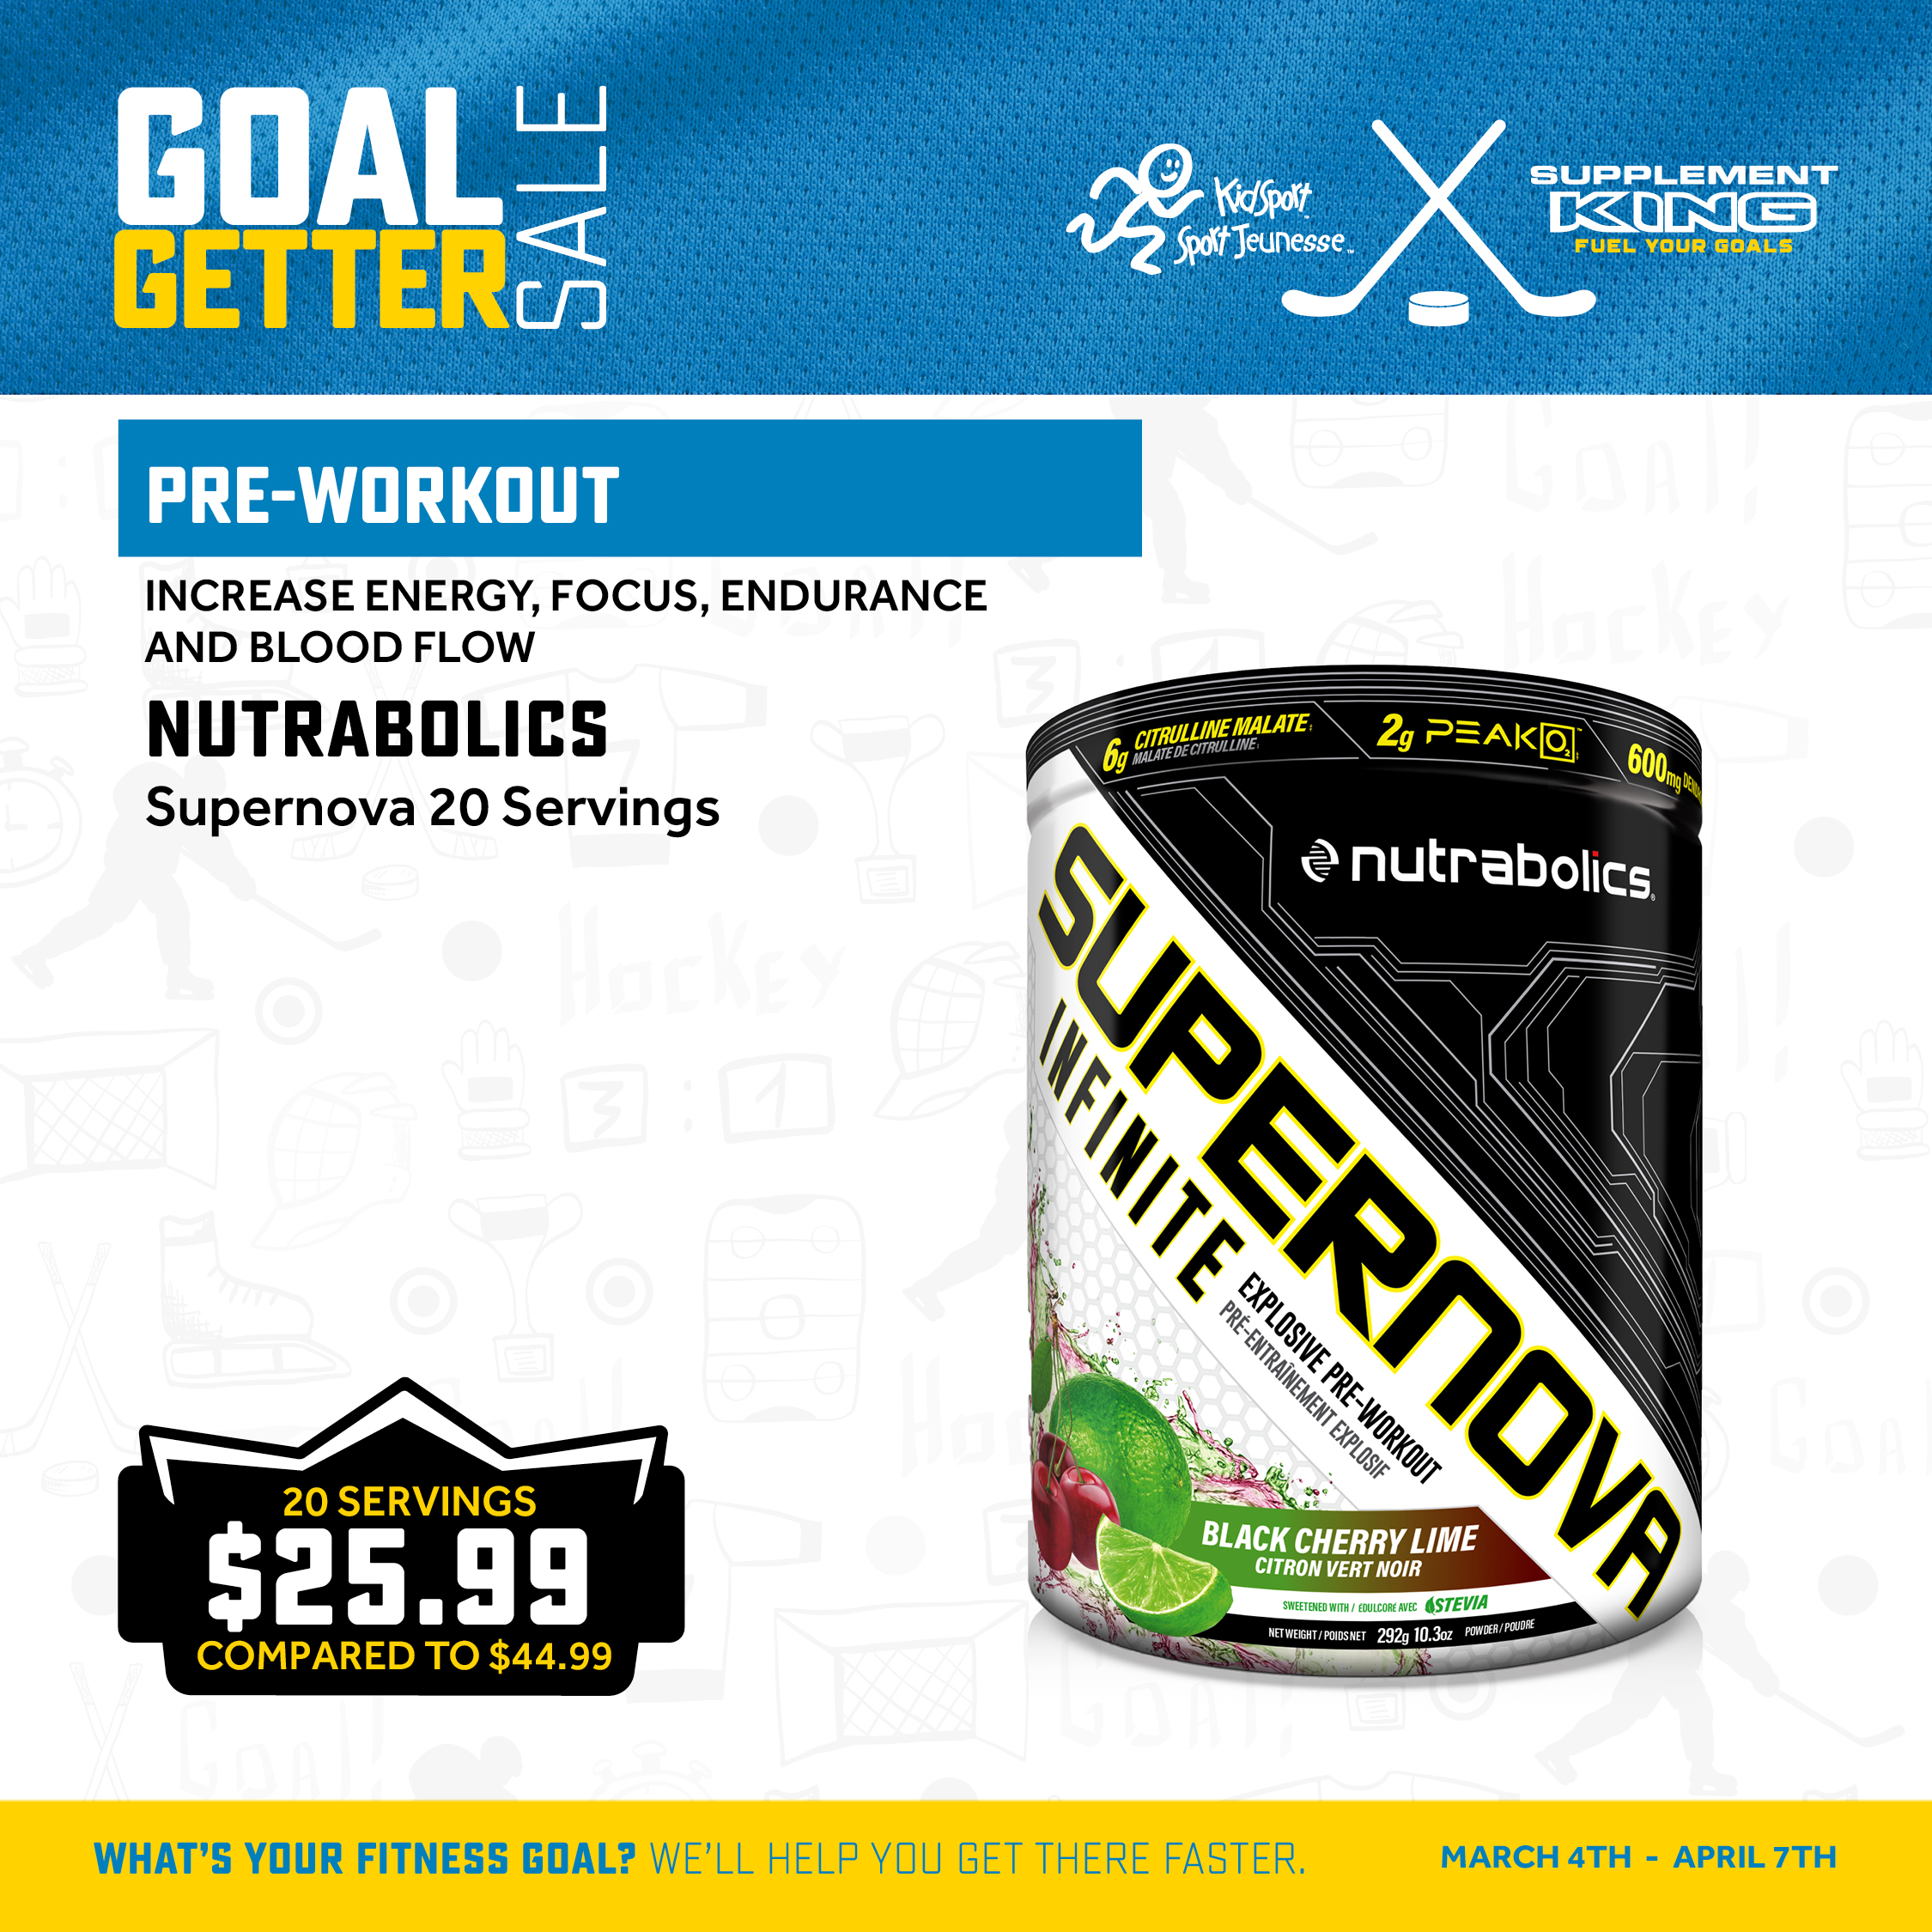 GOAL
GETTER
SALE
KidSport™
Sport Jeunesse™
SUPPLEMENT
KING
FUEL YOUR GOALS
PRE-WORKOUT
INCREASE ENERGY, FOCUS, ENDURANCE
AND BLOOD FLOW
NUTRABOLICS
Supernova 20 Servings
6g CITRULLINE MALATE‡
MALATE DE CITRULLINE
2g PEAKO₂™‡
600mg
nutrabolics®
SUPERNOVA
INFINITE
EXPLOSIVE PRE-WORKOUT
PRÉ-ENTRAÎNEMENT EXPLOSIF
BLACK CHERRY LIME
CITRON VERT NOIR
SWEETENED WITH / ÉDULCORÉ AVEC STEVIA
NET WEIGHT / POIDS NET 292g 10.3oz POWDER / POUDRE
20 SERVINGS
$25.99
COMPARED TO $44.99
WHAT'S YOUR FITNESS GOAL? WE'LL HELP YOU GET THERE FASTER.
MARCH 4TH - APRIL 7TH